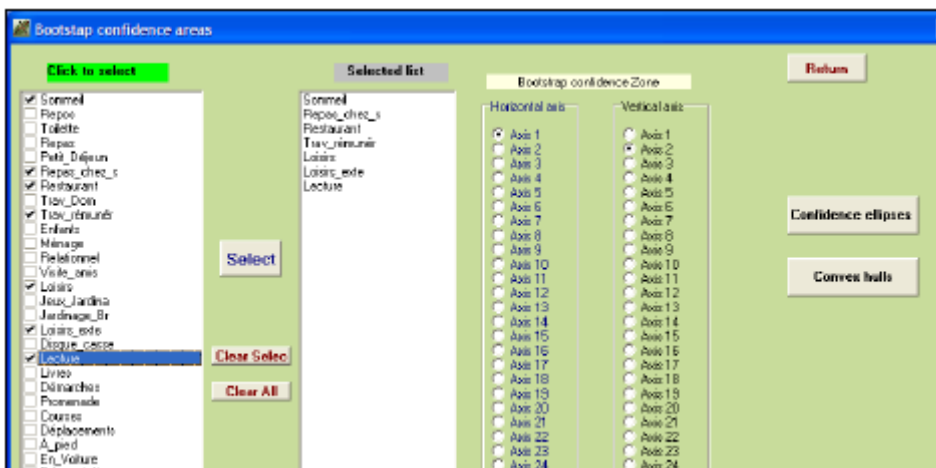 Bootstap confidence areas
Click to select
Sommeil
Repos
Toilette
Repas
Petit_Déjeun
Repas_chez_s
Restaurant
Trav_Dom
Trav_rémunér
Enfants
Ménage
Relationnel
Visite_amis
Loisirs
Jeux_Jardina
Jardinage_Br
Loisirs_exte
Disque_casse
Lecture
Livres
Démarches
Promenade
Courses
Déplacements
A_pied
En_Voiture
Select
Clear Selec
Clear All
Selected list
Sommeil
Repas_chez_s
Restaurant
Trav_rémunér
Loisirs
Loisirs_exte
Lecture
Bootstrap confidence Zone
Horizontal axis
Axis 1
Axis 2
Axis 3
Axis 4
Axis 5
Axis 6
Axis 7
Axis 8
Axis 9
Axis 10
Axis 11
Axis 12
Axis 13
Axis 14
Axis 15
Axis 16
Axis 17
Axis 18
Axis 19
Axis 20
Axis 21
Axis 22
Axis 23
Axis 24
Vertical axis
Axis 1
Axis 2
Axis 3
Axis 4
Axis 5
Axis 6
Axis 7
Axis 8
Axis 9
Axis 10
Axis 11
Axis 12
Axis 13
Axis 14
Axis 15
Axis 16
Axis 17
Axis 18
Axis 19
Axis 20
Axis 21
Axis 22
Axis 23
Axis 24
Return
Confidence ellipses
Convex hulls